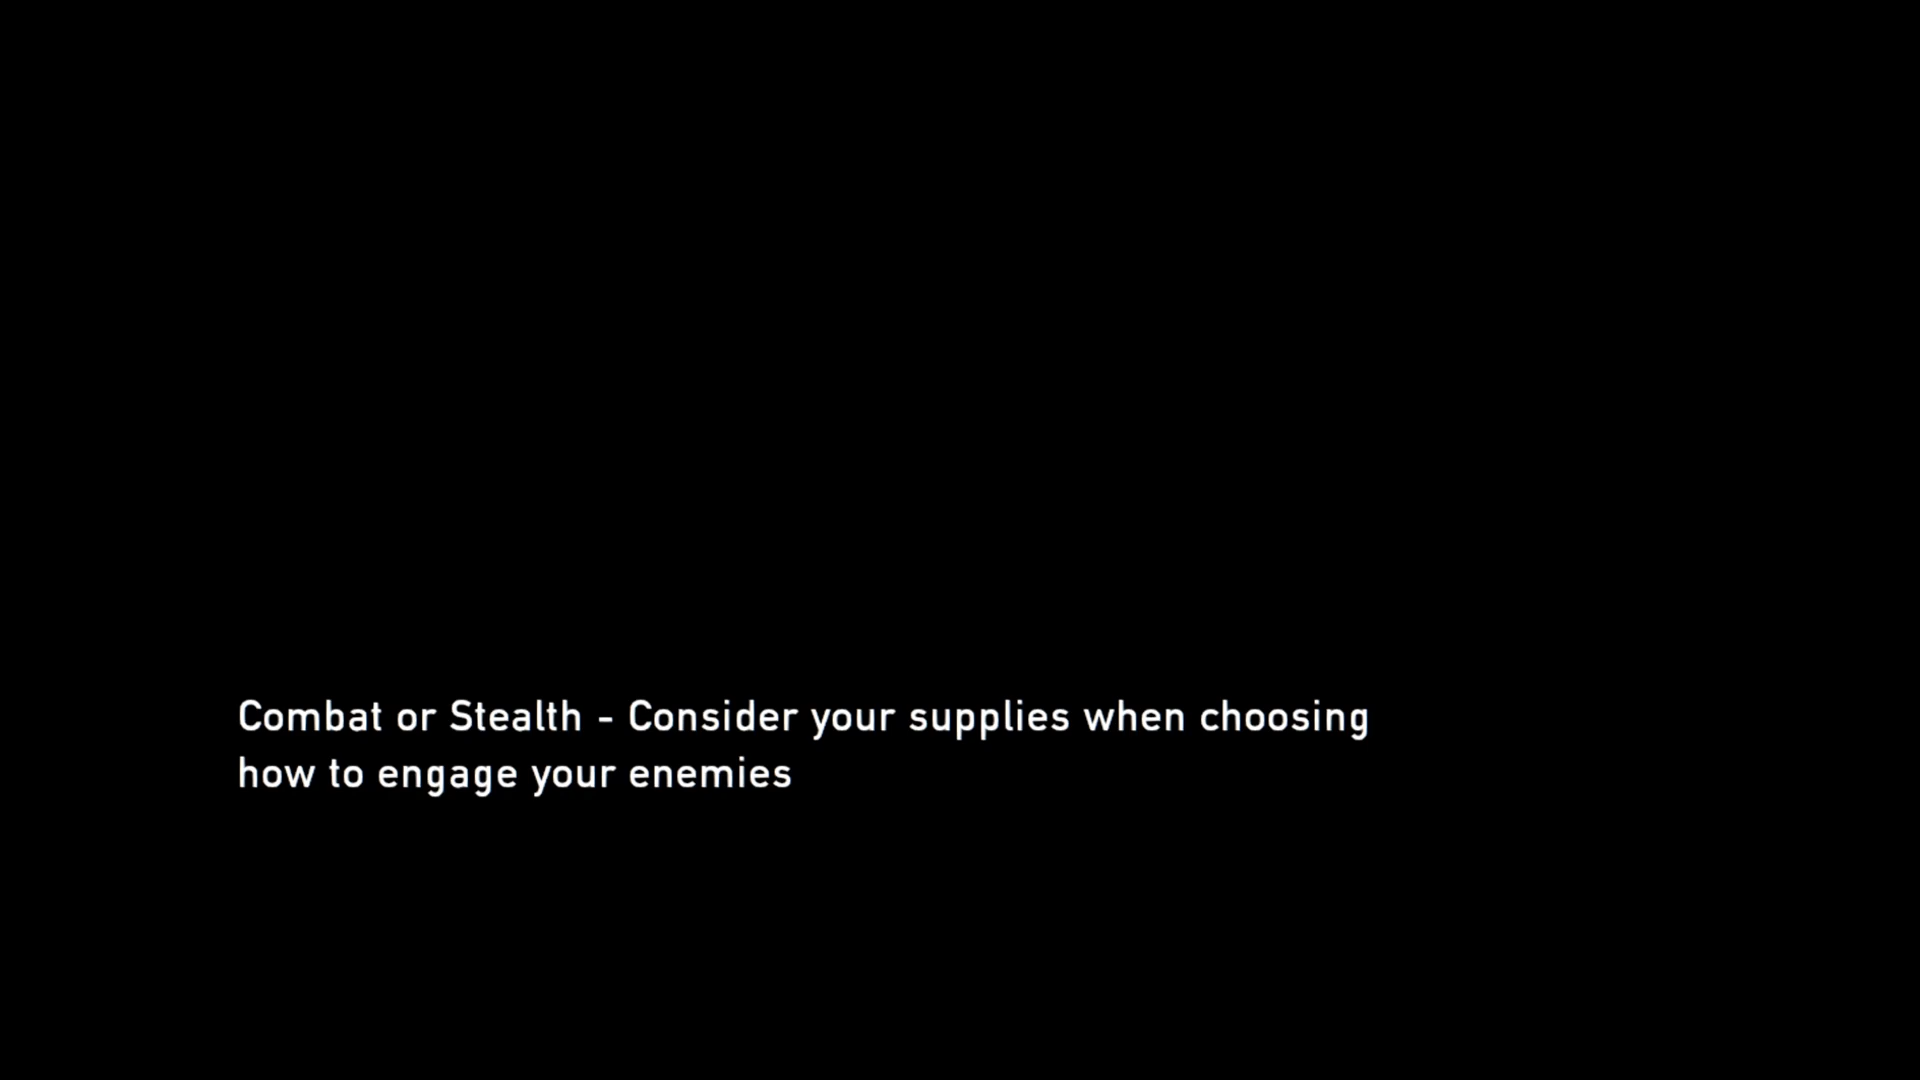 Combat or Stealth - Consider your supplies when choosing
how to engage your enemies